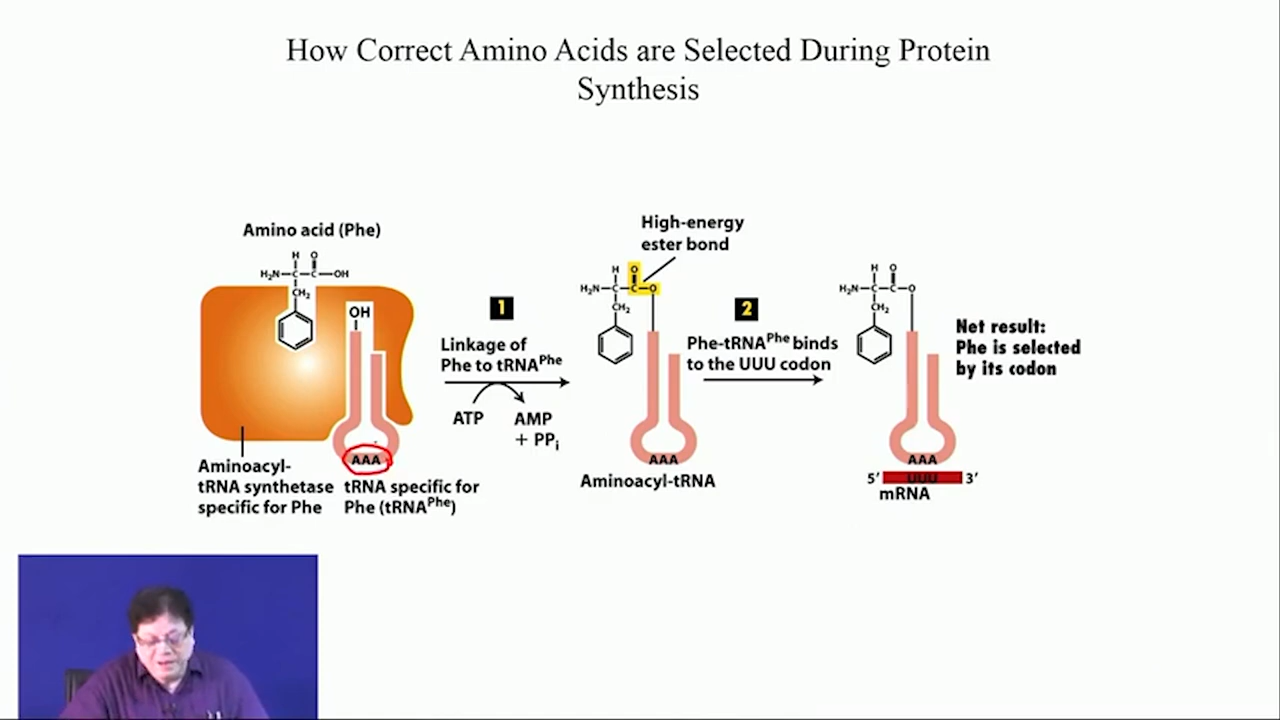 How Correct Amino Acids are Selected During Protein
Synthesis
Amino acid (Phe)
H O
H₂N—C—C—OH
CH₂
OH
Aminoacyl-
tRNA synthetase
specific for Phe
AAA
tRNA specific for
Phe (tRNAᴾʰᵉ)
1
Linkage of
Phe to tRNAᴾʰᵉ
ATP
AMP
+ PPᵢ
High-energy
ester bond
H O
H₂N—C—C—O
CH₂
AAA
Aminoacyl-tRNA
2
Phe-tRNAᴾʰᵉ binds
to the UUU codon
H O
H₂N—C—C—O
CH₂
AAA
5′ UUU 3′
mRNA
Net result:
Phe is selected
by its codon